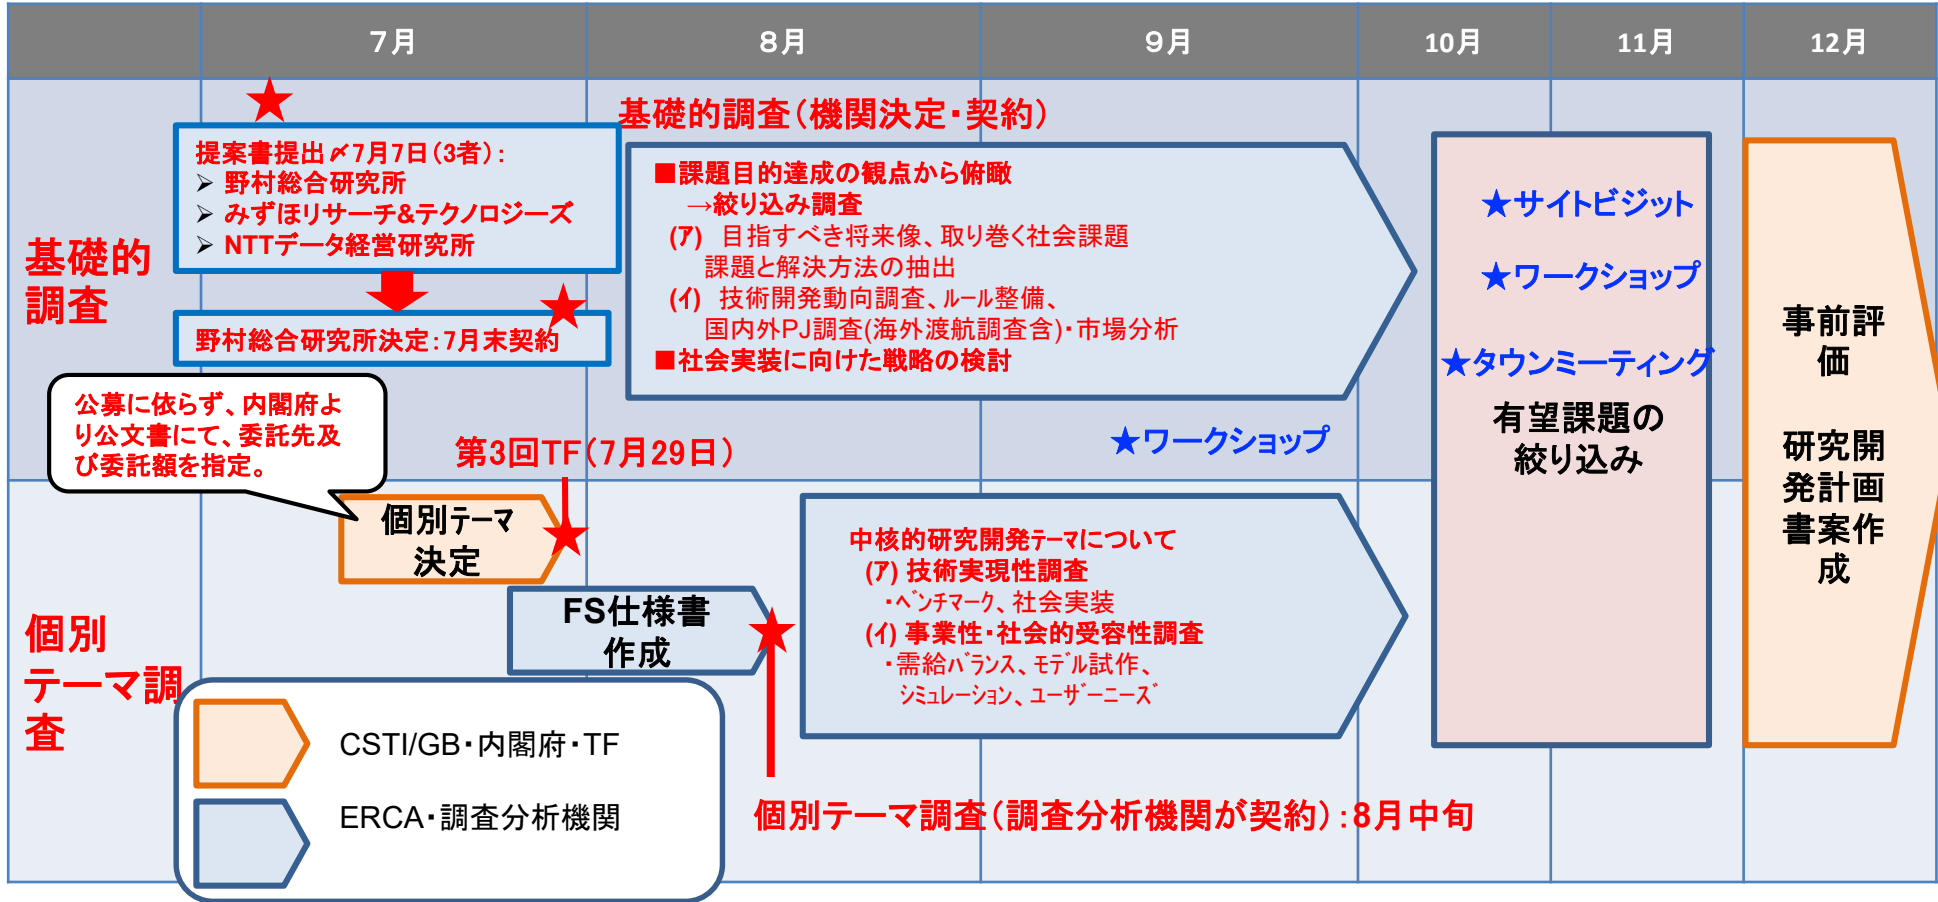 7月
8月
9月
10月
11月
12月
基礎的
調査
提案書提出〆7月7日(3者):
➢ 野村総合研究所
➢ みずほリサーチ&テクノロジーズ
➢ NTTデータ経営研究所
野村総合研究所決定:7月末契約
基礎的調査(機関決定・契約)
■課題目的達成の観点から俯瞰
→絞り込み調査
(ア) 目指すべき将来像、取り巻く社会課題
課題と解決方法の抽出
(イ) 技術開発動向調査、ルール整備、
国内外PJ調査(海外渡航調査含)・市場分析
■社会実装に向けた戦略の検討
★ワークショップ
★サイトビジット
★ワークショップ
★タウンミーティング
有望課題の
絞り込み
事前評
価
研究開
発計画
書案作
成
公募に依らず、内閣府よ
り公文書にて、委託先及
び委託額を指定。
第3回TF(7月29日)
個別
テーマ調
査
個別テーマ
決定
FS仕様書
作成
中核的研究開発テーマについて
(ア) 技術実現性調査
・ベンチマーク、社会実装
(イ) 事業性・社会的受容性調査
・需給バランス、モデル試作、
シミュレーション、ユーザーニーズ
個別テーマ調査(調査分析機関が契約):8月中旬
CSTI/GB・内閣府・TF
ERCA・調査分析機関